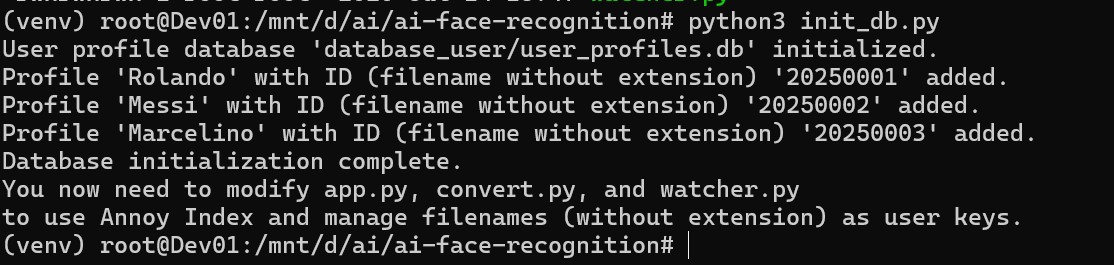 (venv) root@Dev01:/mnt/d/ai/ai-face-recognition# python3 init_db.py
User profile database 'database_user/user_profiles.db' initialized.
Profile 'Rolando' with ID (filename without extension) '20250001' added.
Profile 'Messi' with ID (filename without extension) '20250002' added.
Profile 'Marcelino' with ID (filename without extension) '20250003' added.
Database initialization complete.
You now need to modify app.py, convert.py, and watcher.py
to use Annoy Index and manage filenames (without extension) as user keys.
(venv) root@Dev01:/mnt/d/ai/ai-face-recognition#